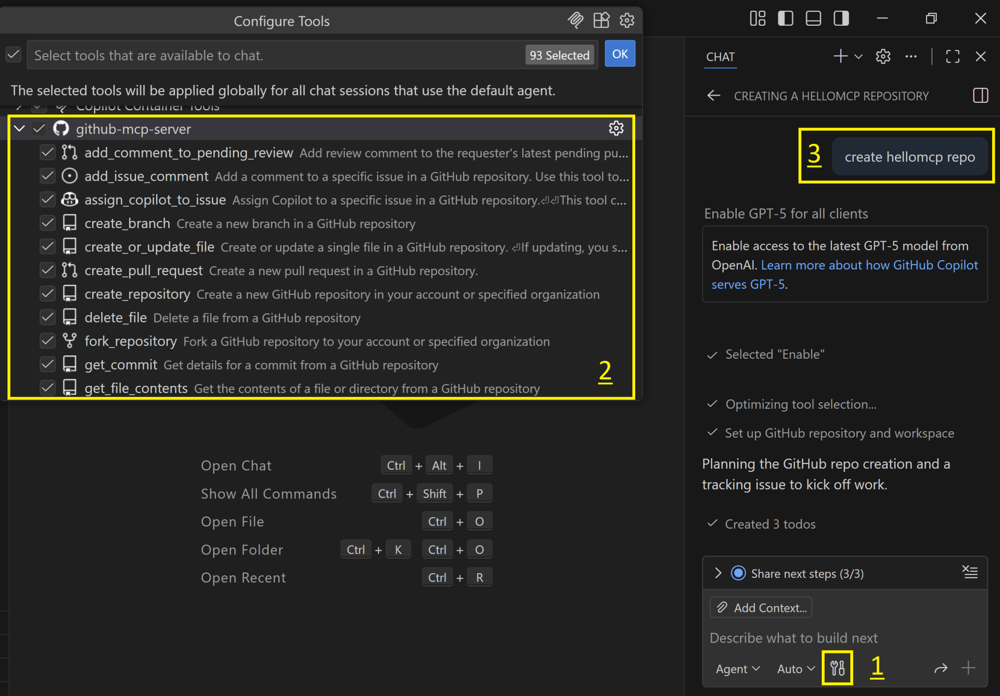 Configure Tools
Select tools that are available to chat.
93 Selected
OK
The selected tools will be applied globally for all chat sessions that use the default agent.
Copilot Container Tools
github-mcp-server
add_comment_to_pending_review Add review comment to the requester's latest pending pu...
add_issue_comment Add a comment to a specific issue in a GitHub repository. Use this tool to...
assign_copilot_to_issue Assign Copilot to a specific issue in a GitHub repository.⏎⏎This tool c...
create_branch Create a new branch in a GitHub repository
create_or_update_file Create or update a single file in a GitHub repository. ⏎If updating, you s...
create_pull_request Create a new pull request in a GitHub repository.
create_repository Create a new GitHub repository in your account or specified organization
delete_file Delete a file from a GitHub repository
fork_repository Fork a GitHub repository to your account or specified organization
get_commit Get details for a commit from a GitHub repository
2
get_file_contents Get the contents of a file or directory from a GitHub repository
Open Chat Ctrl + Alt + I
Show All Commands Ctrl + Shift + P
Open File Ctrl + O
Open Folder Ctrl + K Ctrl + O
Open Recent Ctrl + R
CHAT
CREATING A HELLOMCP REPOSITORY
3
create hellomcp repo
Enable GPT-5 for all clients
Enable access to the latest GPT-5 model from
OpenAI. Learn more about how GitHub Copilot
serves GPT-5.
Selected "Enable"
Optimizing tool selection...
Set up GitHub repository and workspace
Planning the GitHub repo creation and a
tracking issue to kick off work.
Created 3 todos
Share next steps (3/3)
Add Context...
Describe what to build next
Agent Auto
1